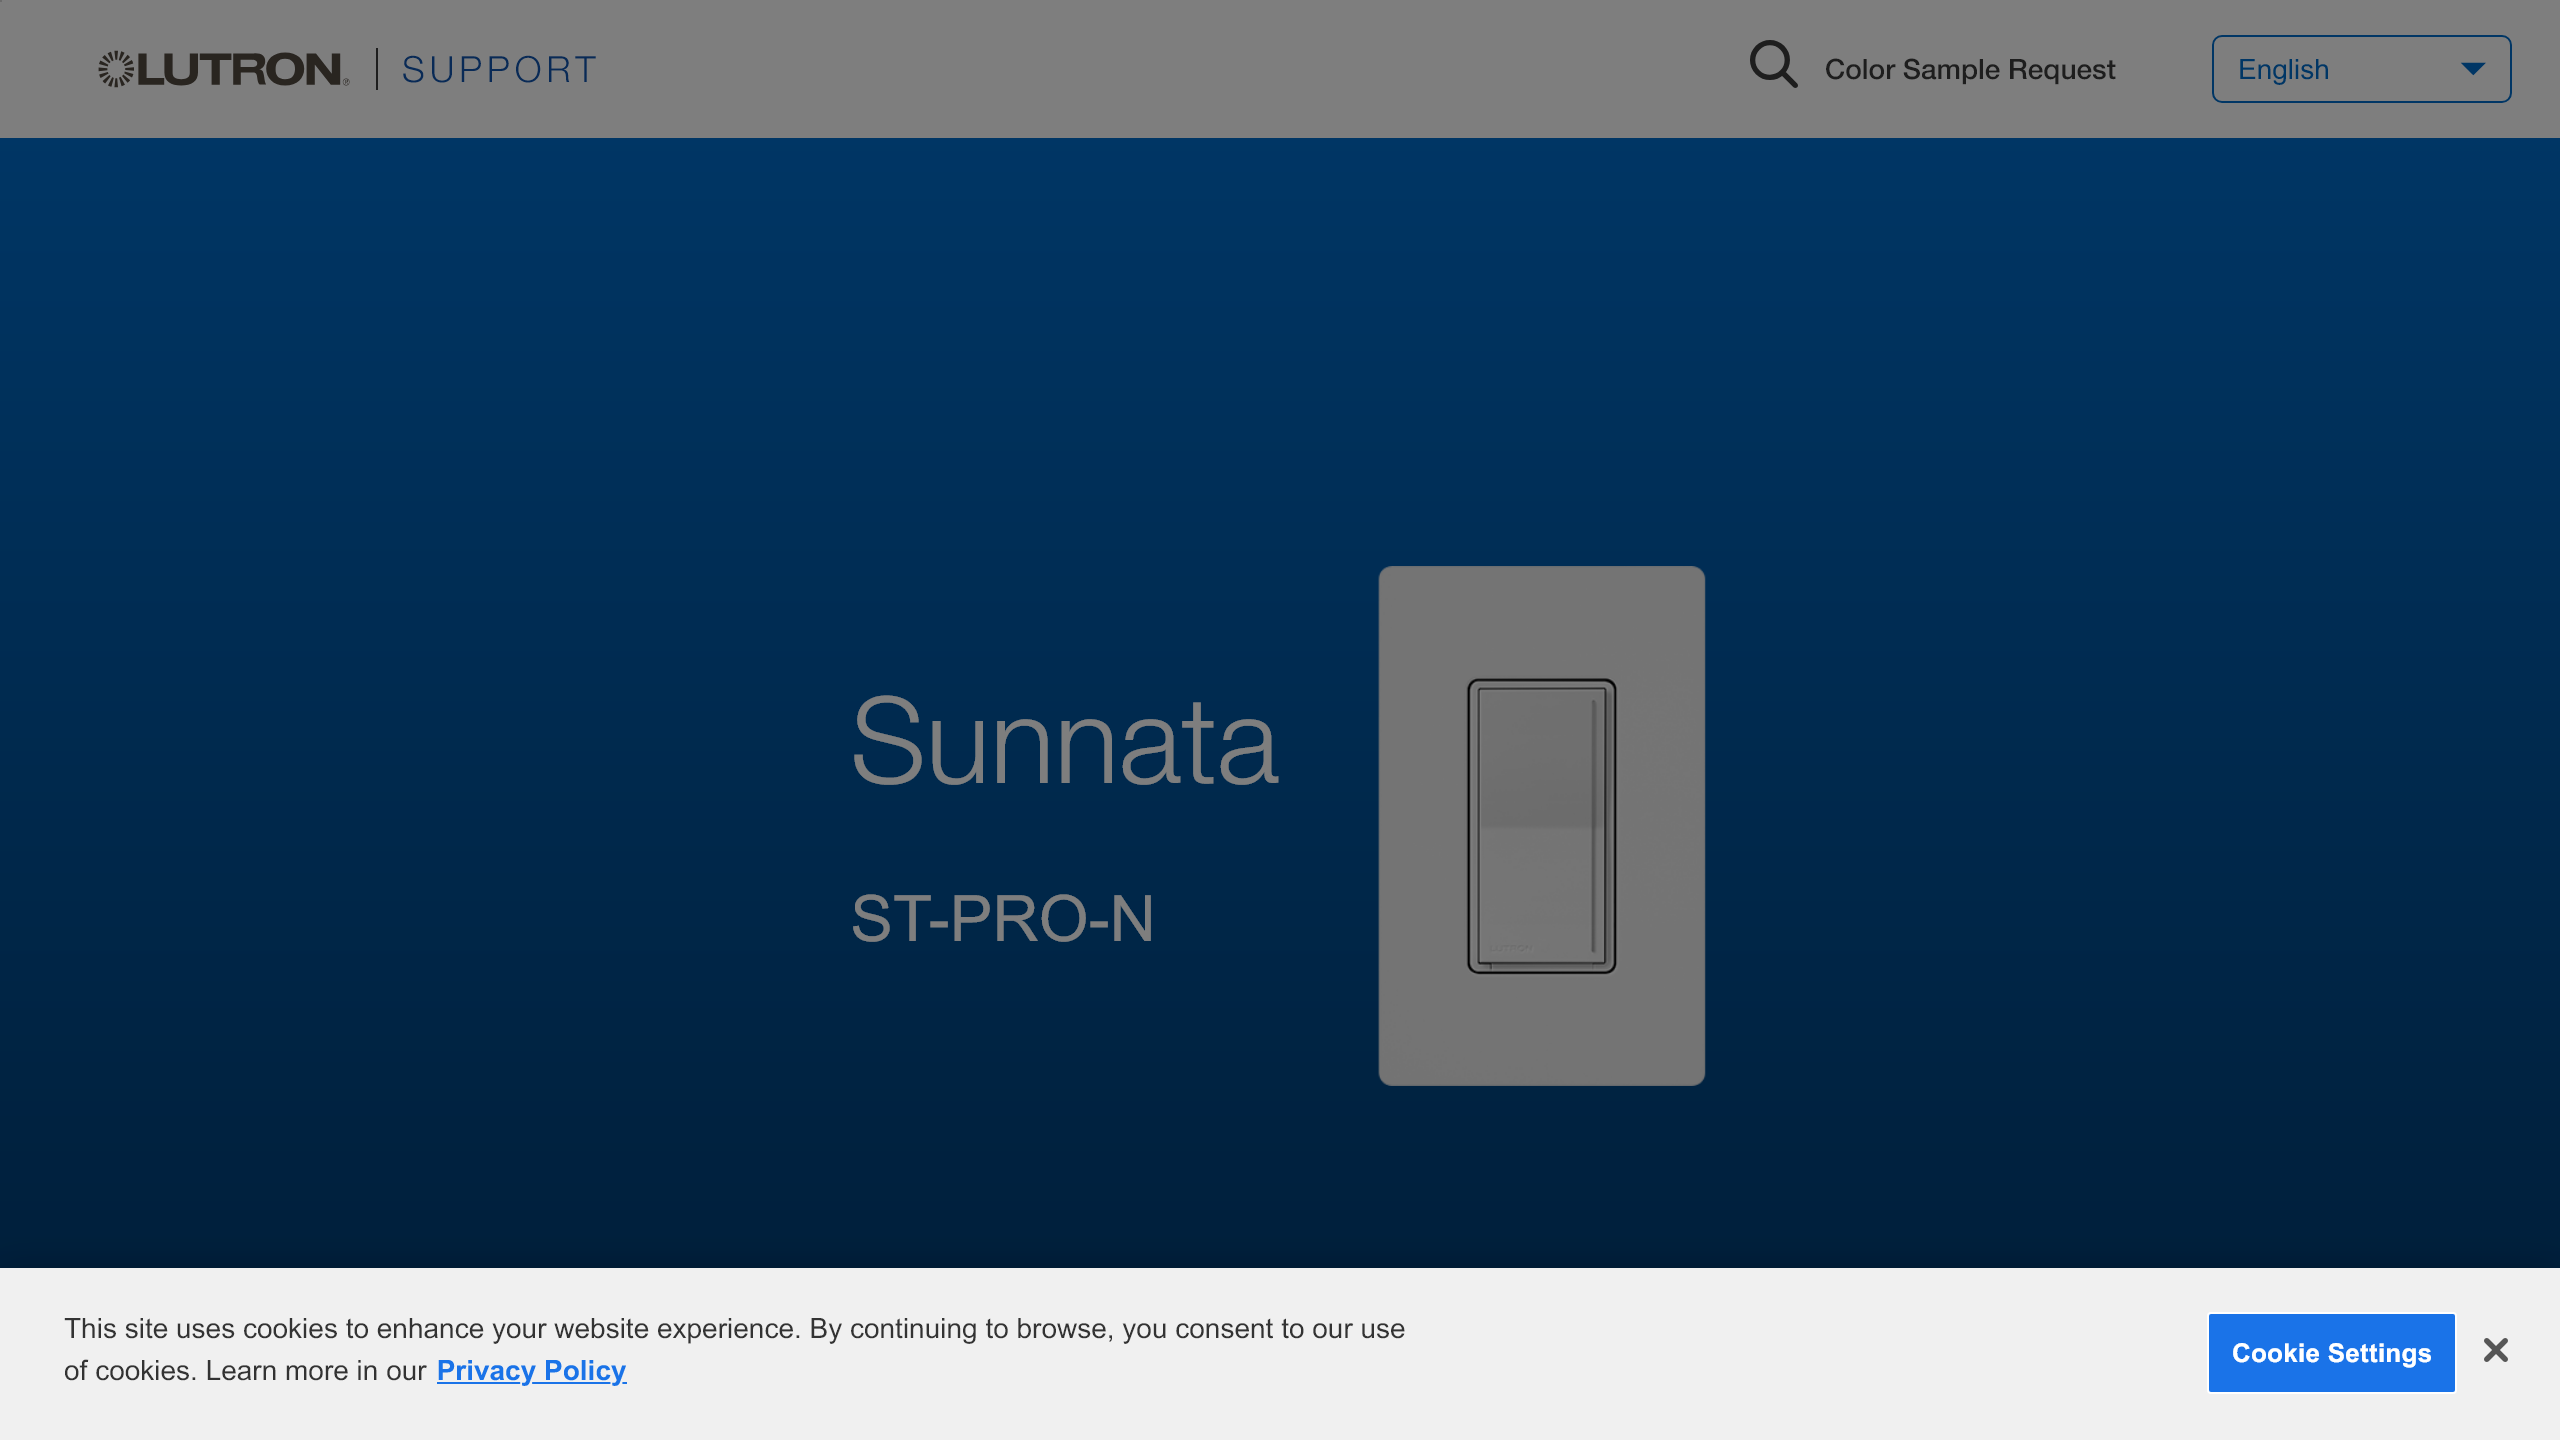 LUTRON® SUPPORT
Color Sample Request
English
Sunnata
ST-PRO-N
LUTRON
This site uses cookies to enhance your website experience. By continuing to browse, you consent to our use
of cookies. Learn more in our Privacy Policy
Cookie Settings